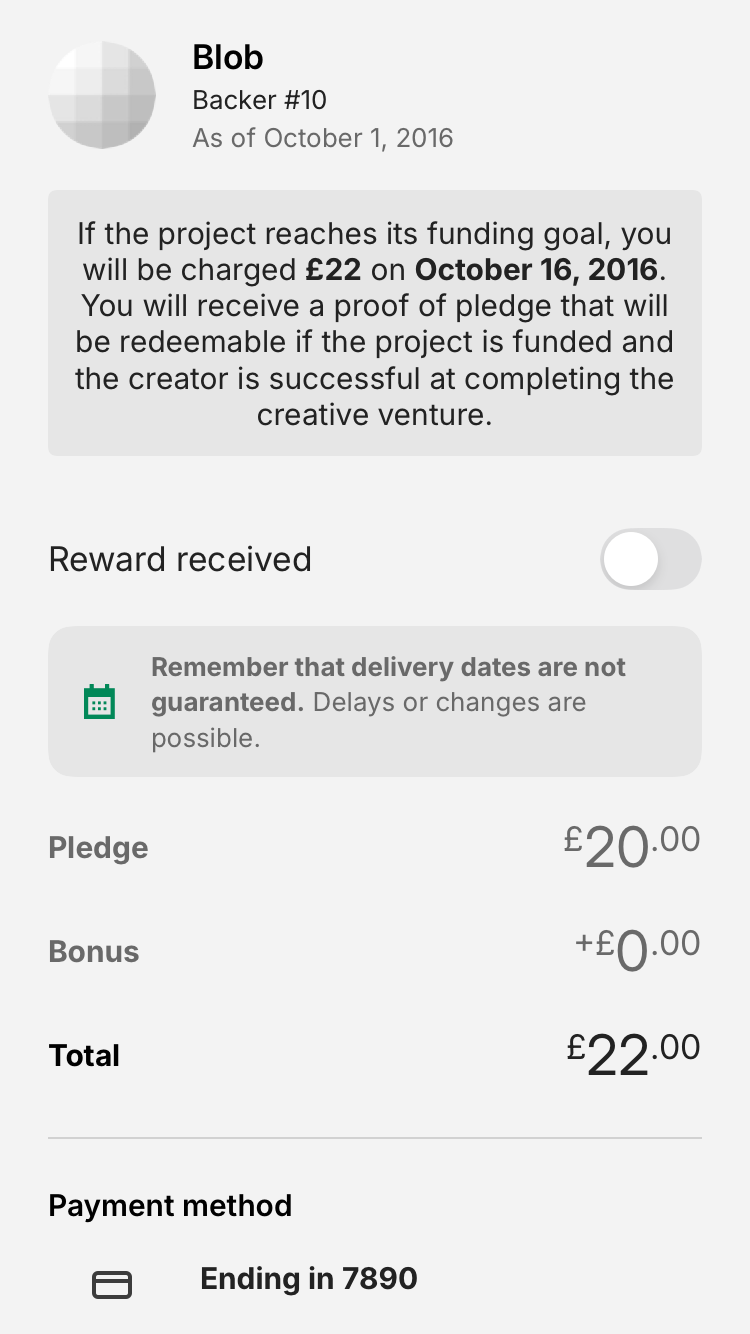 Blob
Backer #10
As of October 1, 2016
If the project reaches its funding goal, you
will be charged £22 on October 16, 2016.
You will receive a proof of pledge that will
be redeemable if the project is funded and
the creator is successful at completing the
creative venture.
Reward received
Remember that delivery dates are not
guaranteed. Delays or changes are
possible.
Pledge £20.00
Bonus +£0.00
Total £22.00
Payment method
Ending in 7890